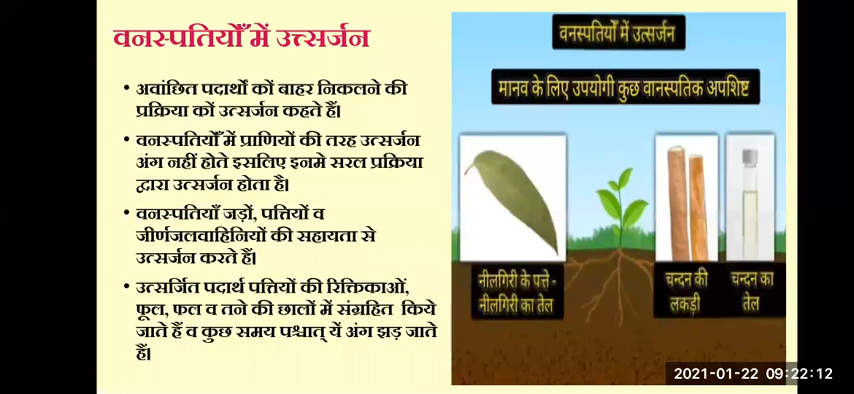 वनस्पतियोँ में उत्सर्जन
• अवांछित पदार्थों कों बाहर निकलने की
प्रक्रिया कों उत्सर्जन कहते हैं।
• वनस्पतियोँ में प्राणियों की तरह उत्सर्जन
अंग नहीं होते इसलिए इनमे सरल प्रक्रिया
द्वारा उत्सर्जन होता है।
• वनस्पतियाँ जड़ों, पत्तियों व
जीर्णजलवाहिनियों की सहायता से
उत्सर्जन करते हैं।
• उत्सर्जित पदार्थ पत्तियों की रिक्तिकाओं,
फूल, फल व तने की छालों में संग्रहित किये
जाते हैं व कुछ समय पश्चात् यें अंग झड़ जाते
हैं।
वनस्पतियोँ में उत्सर्जन
मानव के लिए उपयोगी कुछ वानस्पतिक अपशिष्ट
नीलगिरी के पत्ते -
नीलगिरी का तेल
चन्दन की
लकड़ी
चन्दन का
तेल
2021-01-22 09:22:12